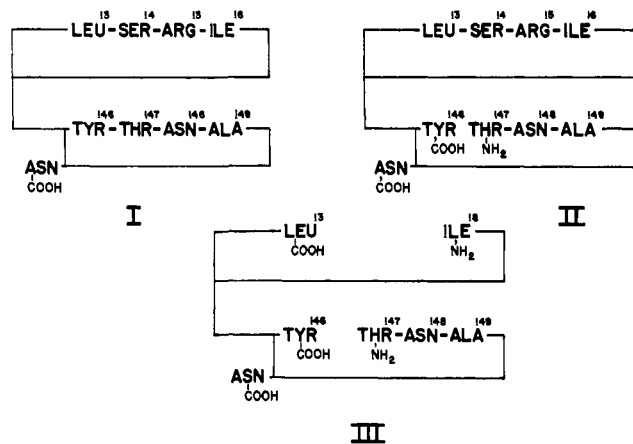 13 14 15 16
LEU-SER-ARG-ILE
146 147 148 149
TYR-THR-ASN-ALA
ASN
COOH
I
13 14 15 16
LEU-SER-ARG-ILE
146 147 148 149
TYR THR-ASN-ALA
COOH NH₂
ASN
COOH
II
13 16
LEU ILE
COOH NH₂
146 147 148 149
TYR THR-ASN-ALA
COOH NH₂
ASN
COOH
III